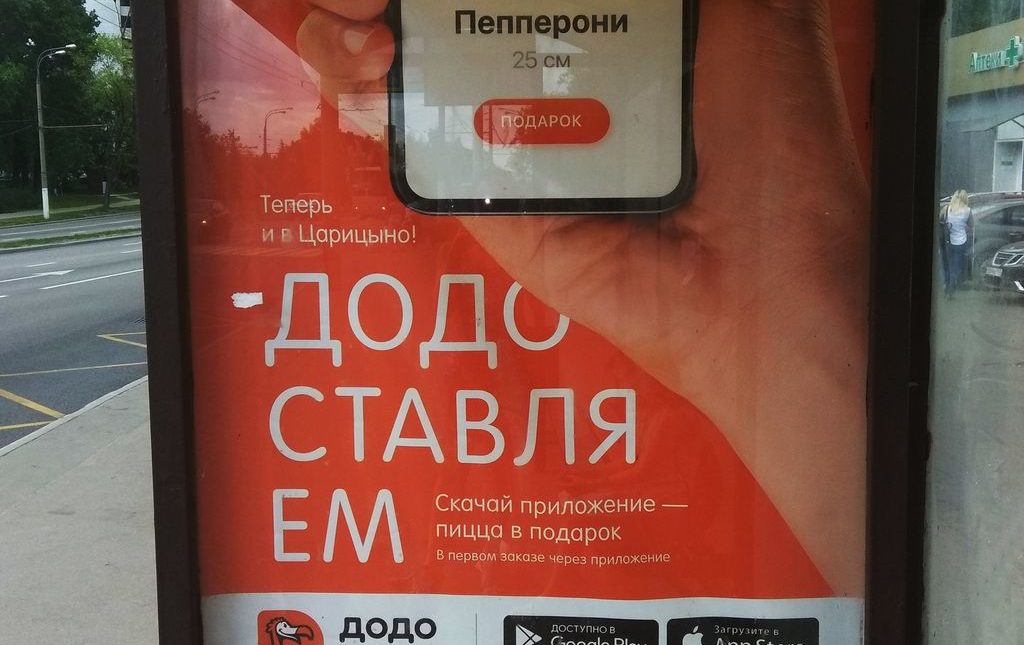 Пепперони
25 см
ПОДАРОК
Теперь
и в Царицыно!
ДОДО
СТАВЛЯ
ЕМ
Скачай приложение —
пицца в подарок
В первом заказе через приложение
ДОДО
ДОСТУПНО В
Google Play
Загрузите в
App Store
Аптеки